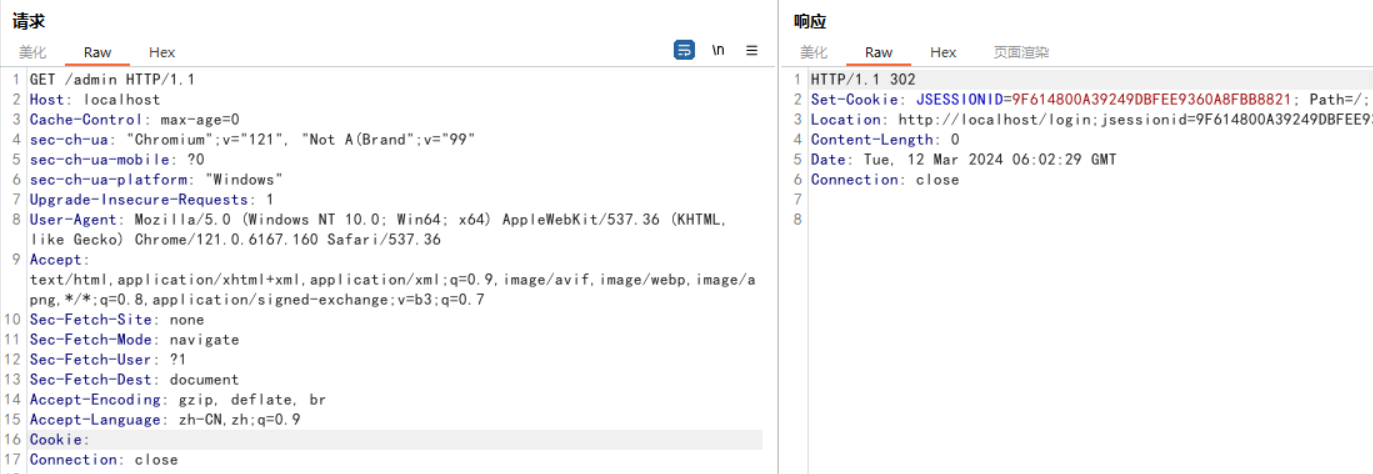 请求
美化 Raw Hex \n
1 GET /admin HTTP/1.1
2 Host: localhost
3 Cache-Control: max-age=0
4 sec-ch-ua: "Chromium";v="121", "Not A(Brand";v="99"
5 sec-ch-ua-mobile: ?0
6 sec-ch-ua-platform: "Windows"
7 Upgrade-Insecure-Requests: 1
8 User-Agent: Mozilla/5.0 (Windows NT 10.0; Win64; x64) AppleWebKit/537.36 (KHTML,
like Gecko) Chrome/121.0.6167.160 Safari/537.36
9 Accept:
text/html,application/xhtml+xml,application/xml;q=0.9,image/avif,image/webp,image/a
png,*/*;q=0.8,application/signed-exchange;v=b3;q=0.7
10 Sec-Fetch-Site: none
11 Sec-Fetch-Mode: navigate
12 Sec-Fetch-User: ?1
13 Sec-Fetch-Dest: document
14 Accept-Encoding: gzip, deflate, br
15 Accept-Language: zh-CN,zh;q=0.9
16 Cookie:
17 Connection: close
响应
美化 Raw Hex 页面渲染
1 HTTP/1.1 302
2 Set-Cookie: JSESSIONID=9F614800A39249DBFEE9360A8FBB8821; Path=/;
3 Location: http://localhost/login;jsessionid=9F614800A39249DBFEE93
4 Content-Length: 0
5 Date: Tue, 12 Mar 2024 06:02:29 GMT
6 Connection: close
7
8